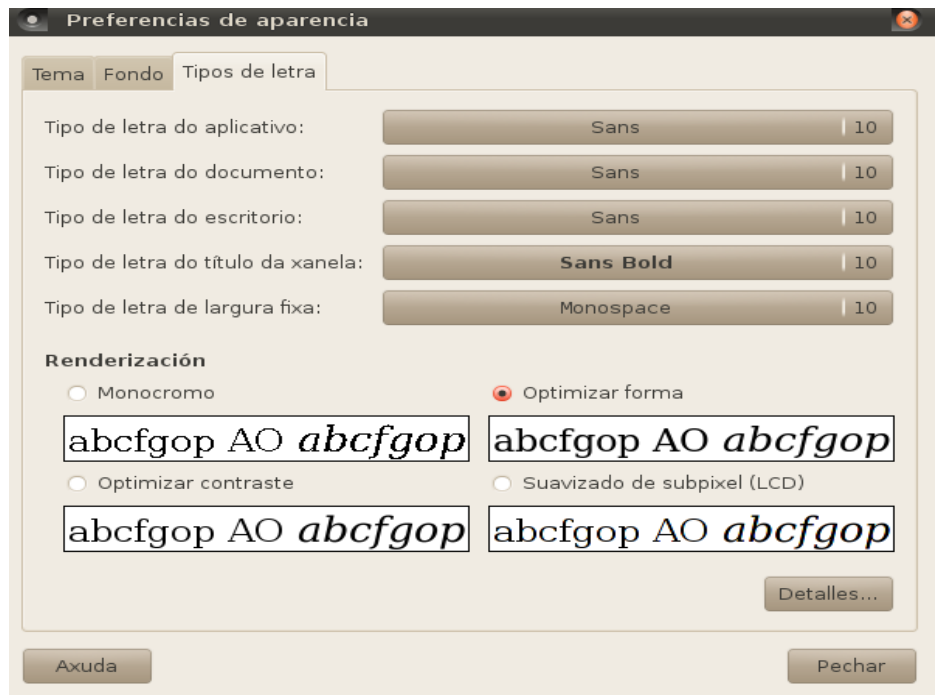 Preferencias de aparencia
Tema Fondo Tipos de letra
Tipo de letra do aplicativo: Sans 10
Tipo de letra do documento: Sans 10
Tipo de letra do escritorio: Sans 10
Tipo de letra do título da xanela: Sans Bold 10
Tipo de letra de largura fixa: Monospace 10
Renderización
Monocromo Optimizar forma
abcfgop AO abcfgop abcfgop AO abcfgop
Optimizar contraste Suavizado de subpixel (LCD)
abcfgop AO abcfgop abcfgop AO abcfgop
Detalles...
Axuda Pechar